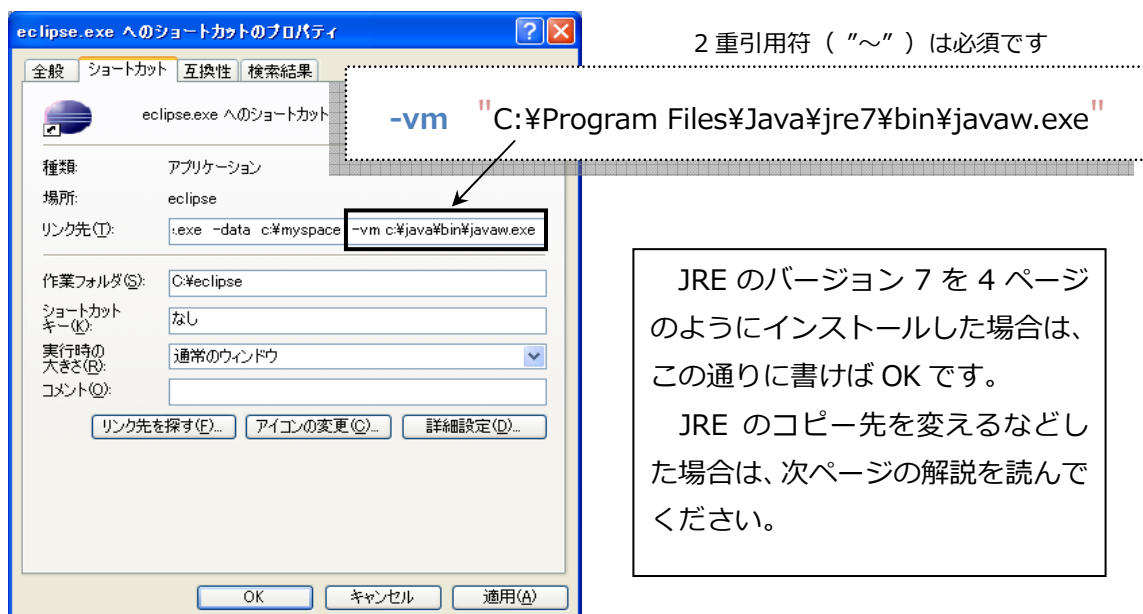 eclipse.exe へのショートカットのプロパティ
2 重引用符（ ”～” ）は必須です
全般 ショートカット 互換性 検索結果
eclipse.exe へのショートカット
-vm "C:¥Program Files¥Java¥jre7¥bin¥javaw.exe"
種類: アプリケーション
場所: eclipse
リンク先(T): .exe -data c:¥myspace -vm c:¥java¥bin¥javaw.exe
作業フォルダ(S): C:¥eclipse
ショートカット
キー(K): なし
実行時の
大きさ(R): 通常のウィンドウ
コメント(O):
リンク先を探す(F)... アイコンの変更(C)... 詳細設定(D)...
OK キャンセル 適用(A)
JRE のバージョン 7 を 4 ページ
のようにインストールした場合は、
この通りに書けば OK です。
JRE のコピー先を変えるなどし
た場合は、次ページの解説を読んで
ください。